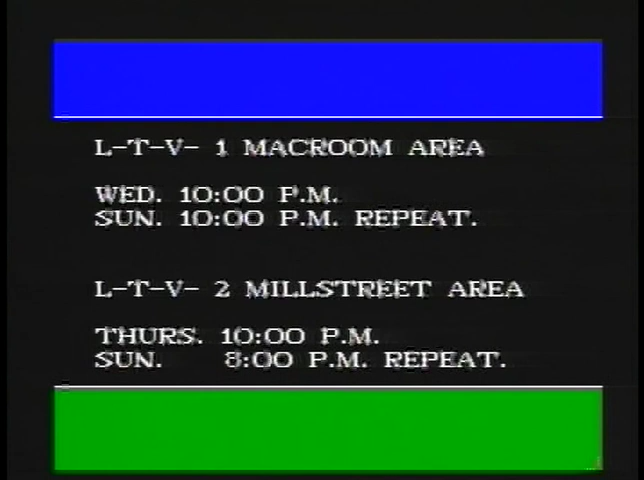 L-T-V- 1 MACROOM AREA
WED. 10:00 P.M.
SUN. 10:00 P.M. REPEAT.
L-T-V- 2 MILLSTREET AREA
THURS. 10:00 P.M.
SUN. 8:00 P.M. REPEAT.